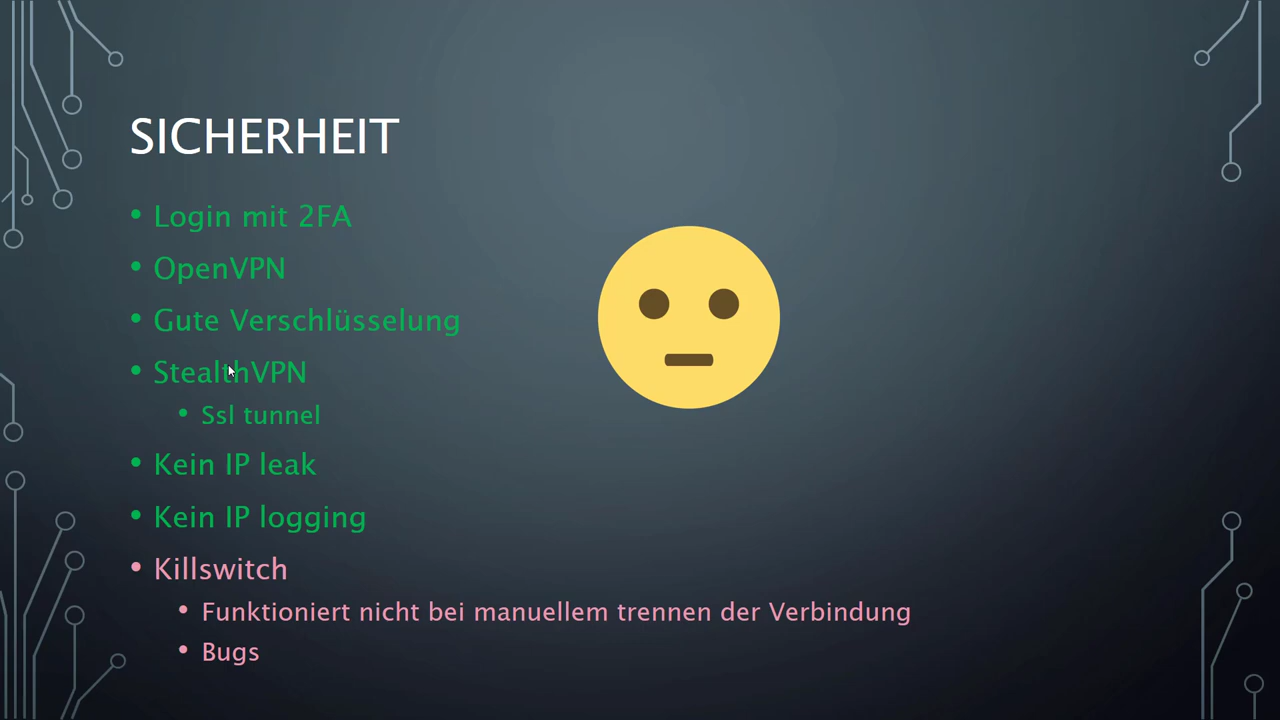 SICHERHEIT
• Login mit 2FA
• OpenVPN
• Gute Verschlüsselung
• StealthVPN
• Ssl tunnel
• Kein IP leak
• Kein IP logging
• Killswitch
• Funktioniert nicht bei manuellem trennen der Verbindung
• Bugs